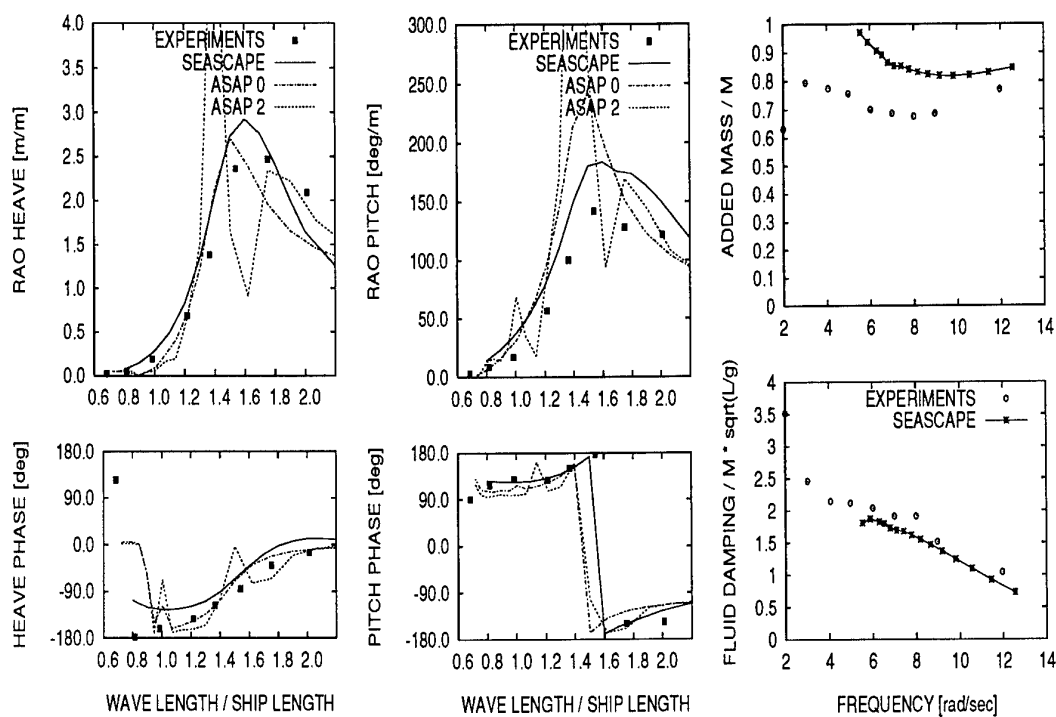 RAO HEAVE [m/m]
4.0
3.5
3.0
2.5
2.0
1.5
1.0
0.5
0.0
EXPERIMENTS
SEASCAPE
ASAP 0
ASAP 2
0.6 0.8 1.0 1.2 1.4 1.6 1.8 2.0
RAO PITCH [deg/m]
300.0
250.0
200.0
150.0
100.0
50.0
0.0
EXPERIMENTS
SEASCAPE
ASAP 0
ASAP 2
0.6 0.8 1.0 1.2 1.4 1.6 1.8 2.0
ADDED MASS / M
1
0.9
0.8
0.7
0.6
0.5
0.4
0.3
0.2
0.1
0
2 4 6 8 10 12 14
HEAVE PHASE [deg]
180.0
90.0
0.0
-90.0
-180.0
0.6 0.8 1.0 1.2 1.4 1.6 1.8 2.0
WAVE LENGTH / SHIP LENGTH
PITCH PHASE [deg]
180.0
90.0
0.0
-90.0
-180.0
0.6 0.8 1.0 1.2 1.4 1.6 1.8 2.0
WAVE LENGTH / SHIP LENGTH
FLUID DAMPING / M * sqrt(L/g)
4
3.5
3
2.5
2
1.5
1
0.5
0
EXPERIMENTS
SEASCAPE
2 4 6 8 10 12 14
FREQUENCY [rad/sec]